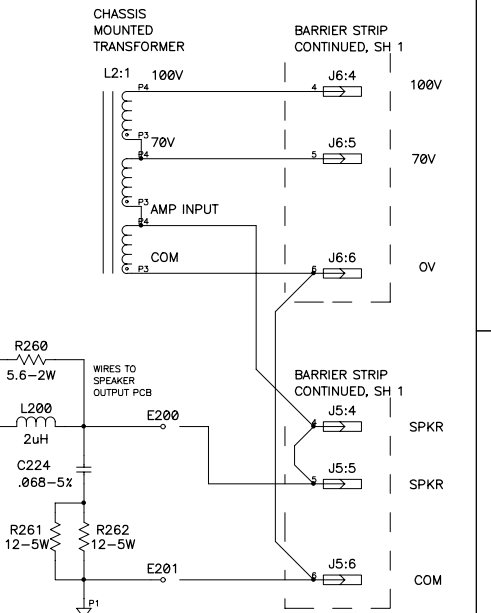 CHASSIS
MOUNTED
TRANSFORMER
BARRIER STRIP
CONTINUED, SH 1
L2:1
100V
P4
4
J6:4
100V
P3
70V
P4
5
J6:5
70V
P3
AMP INPUT
P4
COM
P3
6
J6:6
0V
R260
5.6-2W
WIRES TO
SPEAKER
OUTPUT PCB
BARRIER STRIP
CONTINUED, SH 1
L200
2uH
E200
4
J5:4
SPKR
C224
.068-5%
5
J5:5
SPKR
R261
12-5W
R262
12-5W
E201
6
J5:6
COM
P1